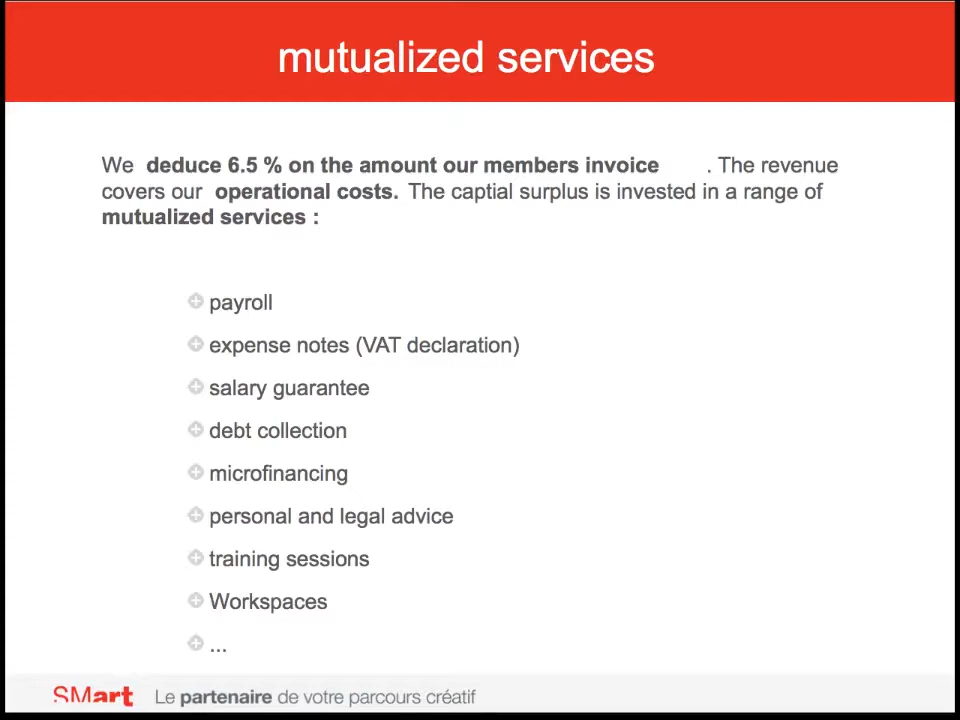 mutualized services
We deduce 6.5 % on the amount our members invoice . The revenue
covers our operational costs. The captial surplus is invested in a range of
mutualized services :
payroll
expense notes (VAT declaration)
salary guarantee
debt collection
microfinancing
personal and legal advice
training sessions
Workspaces
...
SMart Le partenaire de votre parcours créatif